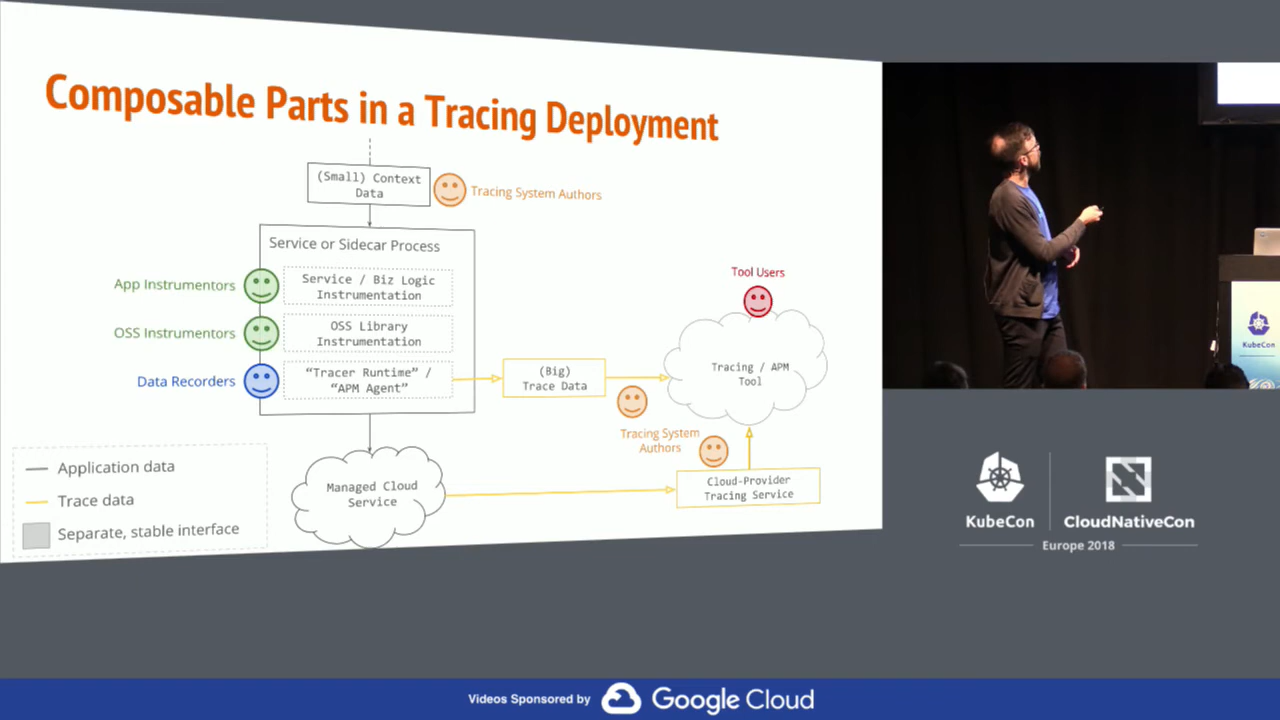 Composable Parts in a Tracing Deployment
(Small) Context
Data
Tracing System Authors
Service or Sidecar Process
App Instrumentors
Service / Biz Logic
Instrumentation
OSS Instrumentors
OSS Library
Instrumentation
Data Recorders
“Tracer Runtime” /
“APM Agent”
(Big)
Trace Data
Tool Users
Tracing / APM
Tool
Tracing System
Authors
Managed Cloud
Service
Cloud-Provider
Tracing Service
Application data
Trace data
Separate, stable interface
KubeCon
KubeCon
CloudNativeCon
Europe 2018
Videos Sponsored by
Google Cloud